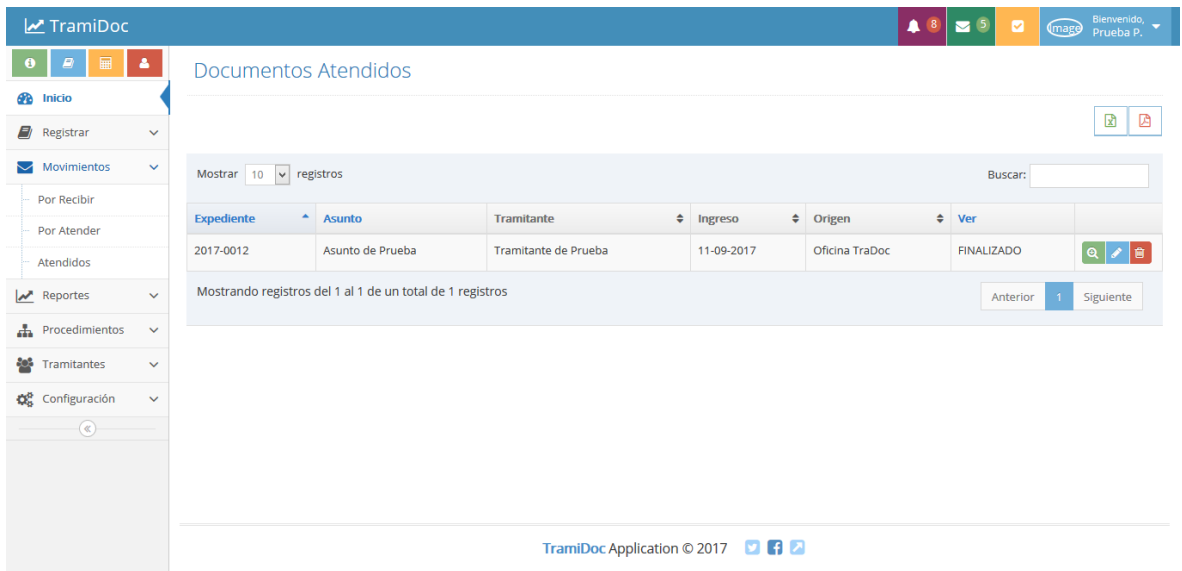 TramiDoc
8
5
image
Bienvenido,
Prueba P.
Inicio
Registrar
Movimientos
Por Recibir
Por Atender
Atendidos
Reportes
Procedimientos
Tramitantes
Configuración
Documentos Atendidos
Mostrar 10 registros
Buscar:
Expediente Asunto Tramitante Ingreso Origen Ver
2017-0012 Asunto de Prueba Tramitante de Prueba 11-09-2017 Oficina TraDoc FINALIZADO
Mostrando registros del 1 al 1 de un total de 1 registros
Anterior 1 Siguiente
TramiDoc Application © 2017